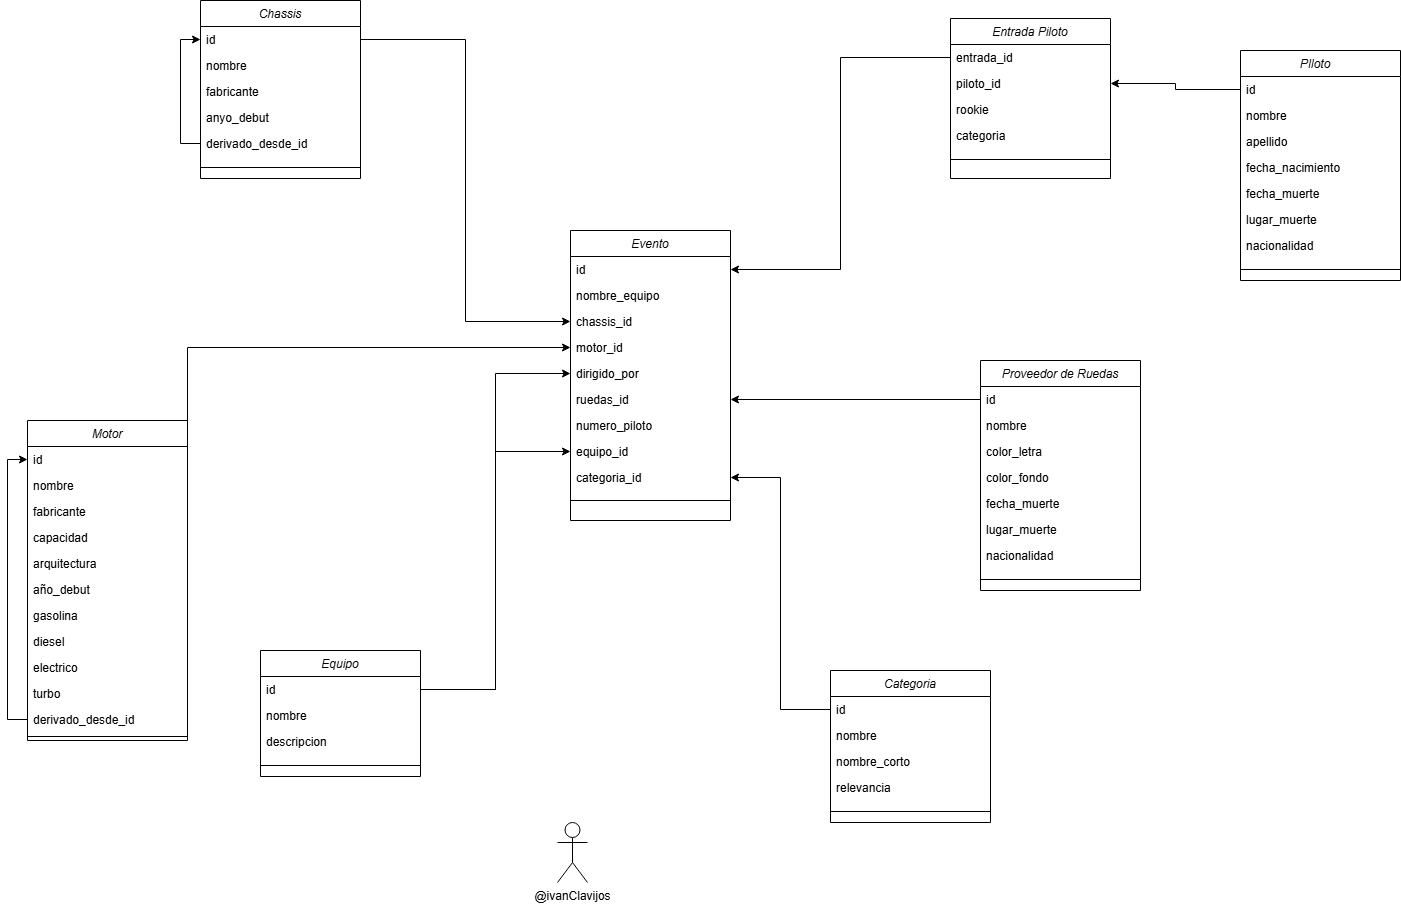 Chassis
id
nombre
fabricante
anyo_debut
derivado_desde_id
Entrada Piloto
entrada_id
piloto_id
rookie
categoria
PIloto
id
nombre
apellido
fecha_nacimiento
fecha_muerte
lugar_muerte
nacionalidad
Evento
id
nombre_equipo
chassis_id
motor_id
dirigido_por
ruedas_id
numero_piloto
equipo_id
categoria_id
Proveedor de Ruedas
id
nombre
color_letra
color_fondo
fecha_muerte
lugar_muerte
nacionalidad
Motor
id
nombre
fabricante
capacidad
arquitectura
año_debut
gasolina
diesel
electrico
turbo
derivado_desde_id
Equipo
id
nombre
descripcion
Categoria
id
nombre
nombre_corto
relevancia
@ivanClavijos